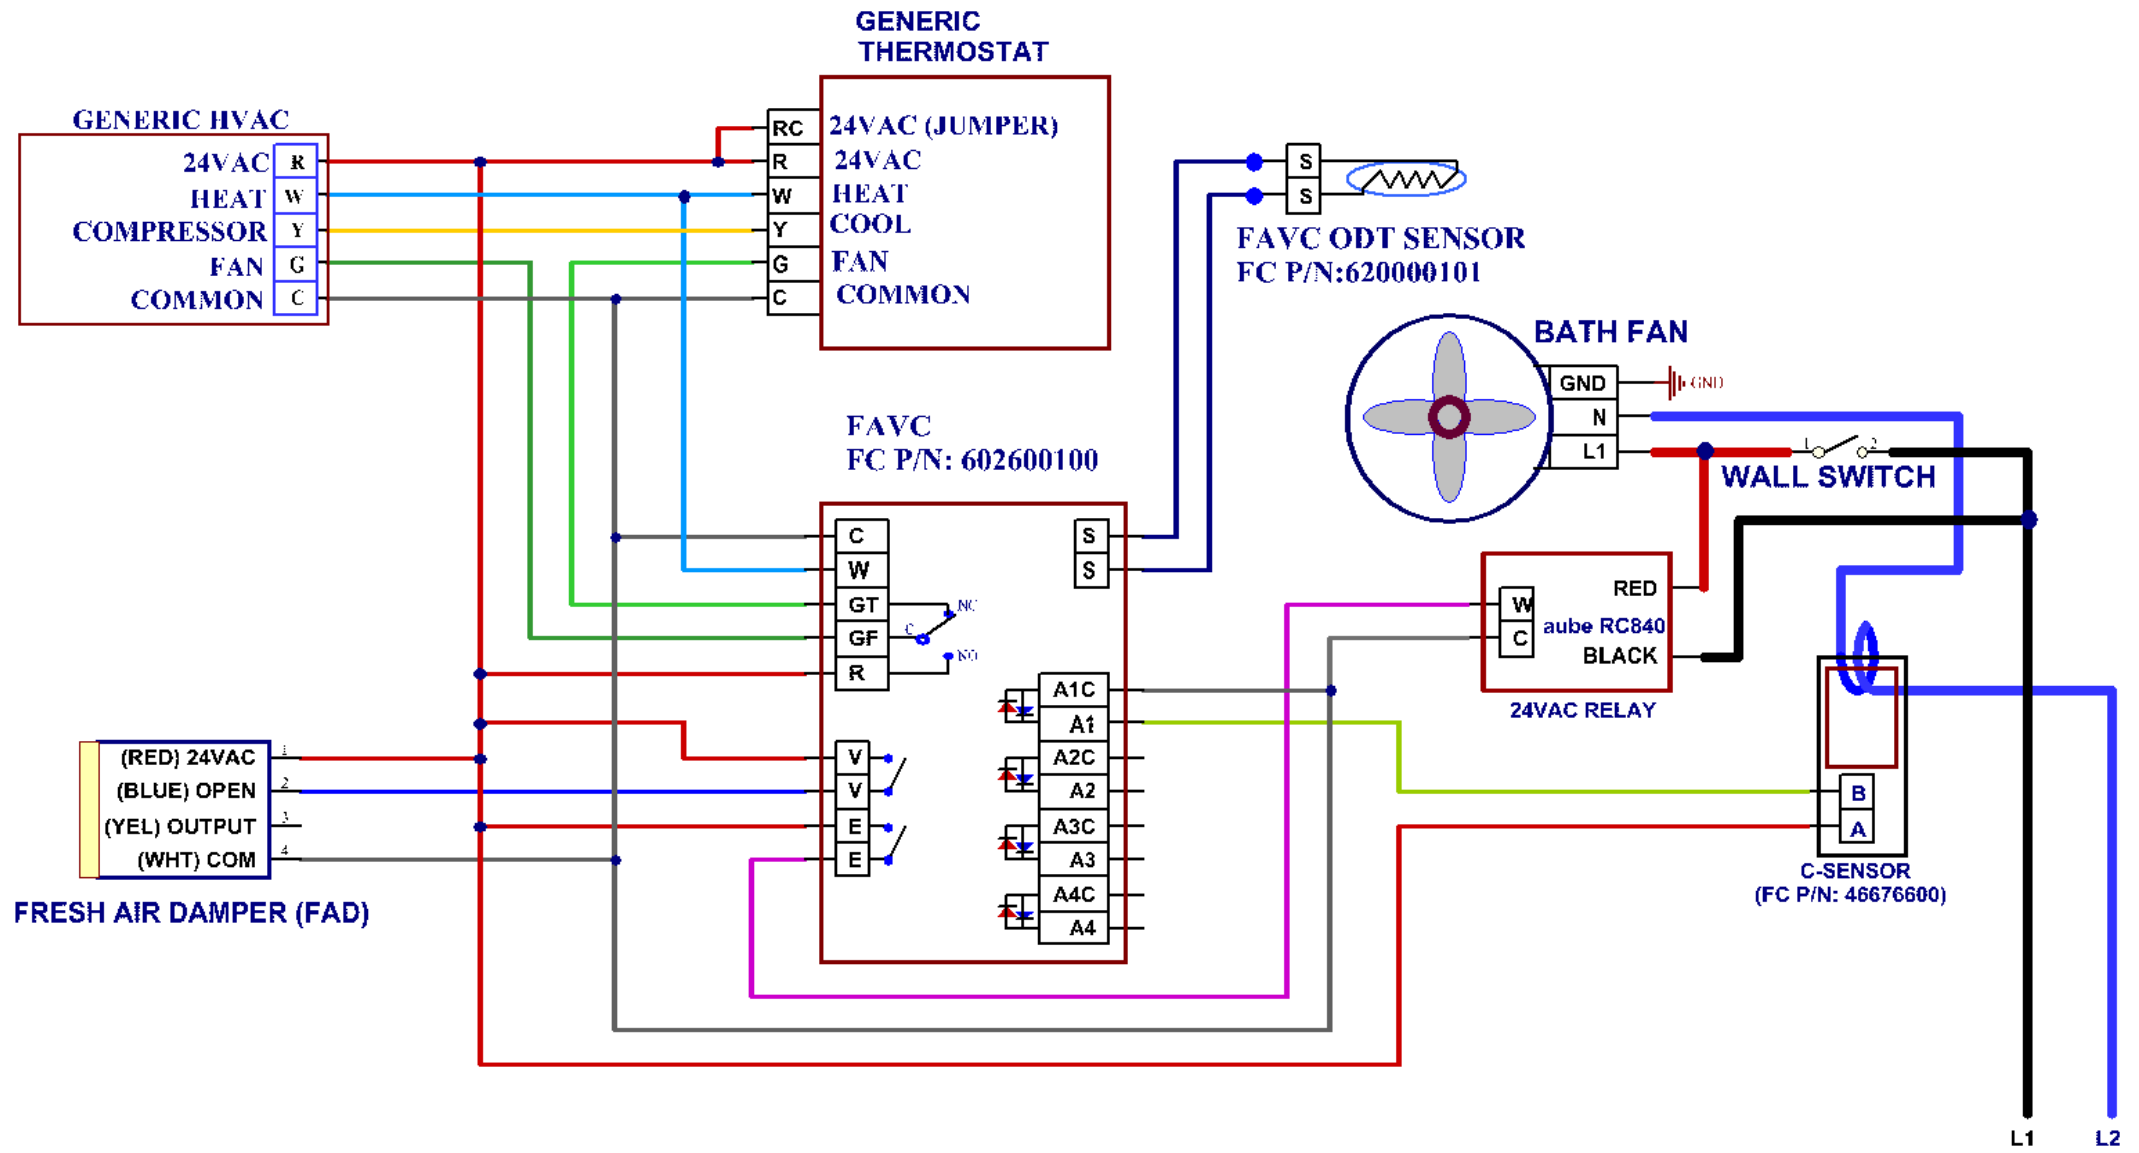 GENERIC
THERMOSTAT
GENERIC HVAC
24VAC R
HEAT W
COMPRESSOR Y
FAN G
COMMON C
RC 24VAC (JUMPER)
R 24VAC
W HEAT
Y COOL
G FAN
C COMMON
S
S
FAVC ODT SENSOR
FC P/N:620000101
BATH FAN
GND GND
N
L1
1 2
WALL SWITCH
FAVC
FC P/N: 602600100
C
W
GT NC
GF C
R NO
V
V
E
E
S
S
A1C
A1
A2C
A2
A3C
A3
A4C
A4
RED
W
aube RC840
C
BLACK
24VAC RELAY
(RED) 24VAC 1
(BLUE) OPEN 2
(YEL) OUTPUT 3
(WHT) COM 4
FRESH AIR DAMPER (FAD)
B
A
C-SENSOR
(FC P/N: 46676600)
L1 L2